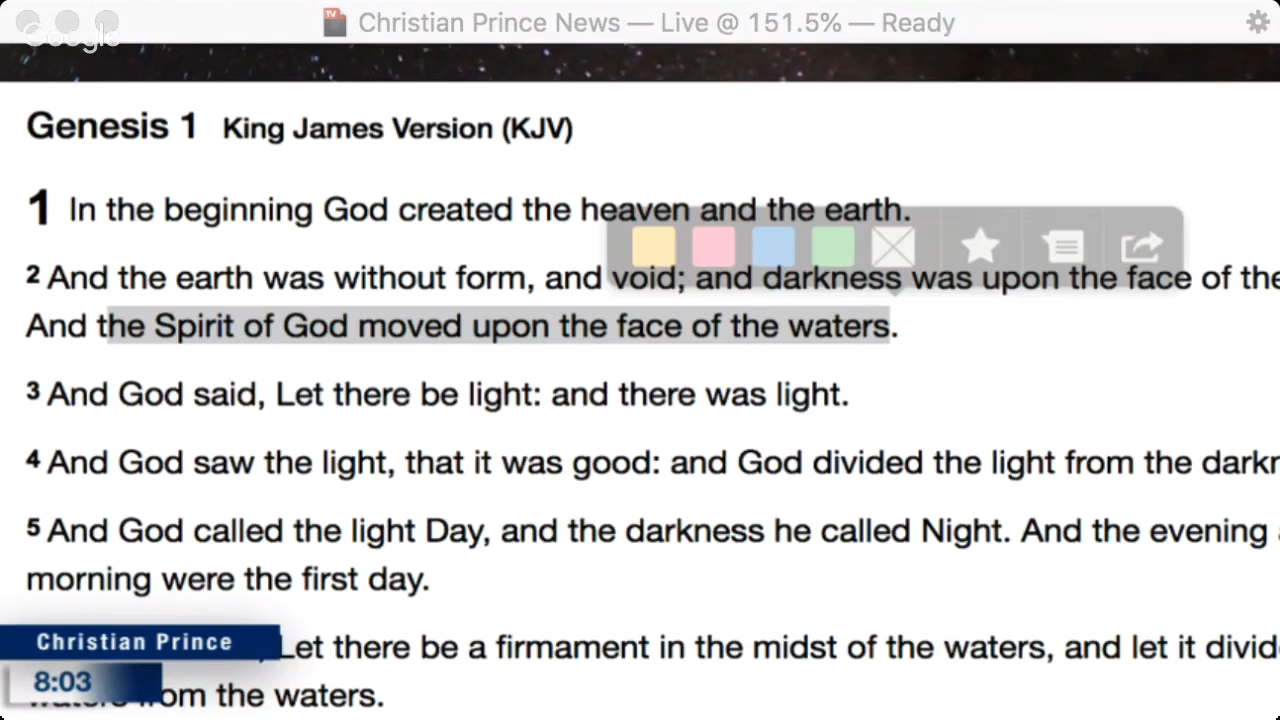 Christian Prince News — Live @ 151.5% — Ready
Google
Genesis 1 King James Version (KJV)
1 In the beginning God created the heaven and the earth.
2 And the earth was without form, and void; and darkness was upon the face of the
And the Spirit of God moved upon the face of the waters.
3 And God said, Let there be light: and there was light.
4 And God saw the light, that it was good: and God divided the light from the darkn
5 And God called the light Day, and the darkness he called Night. And the evening a
morning were the first day.
Christian Prince
Let there be a firmament in the midst of the waters, and let it divid
8:03
waters from the waters.